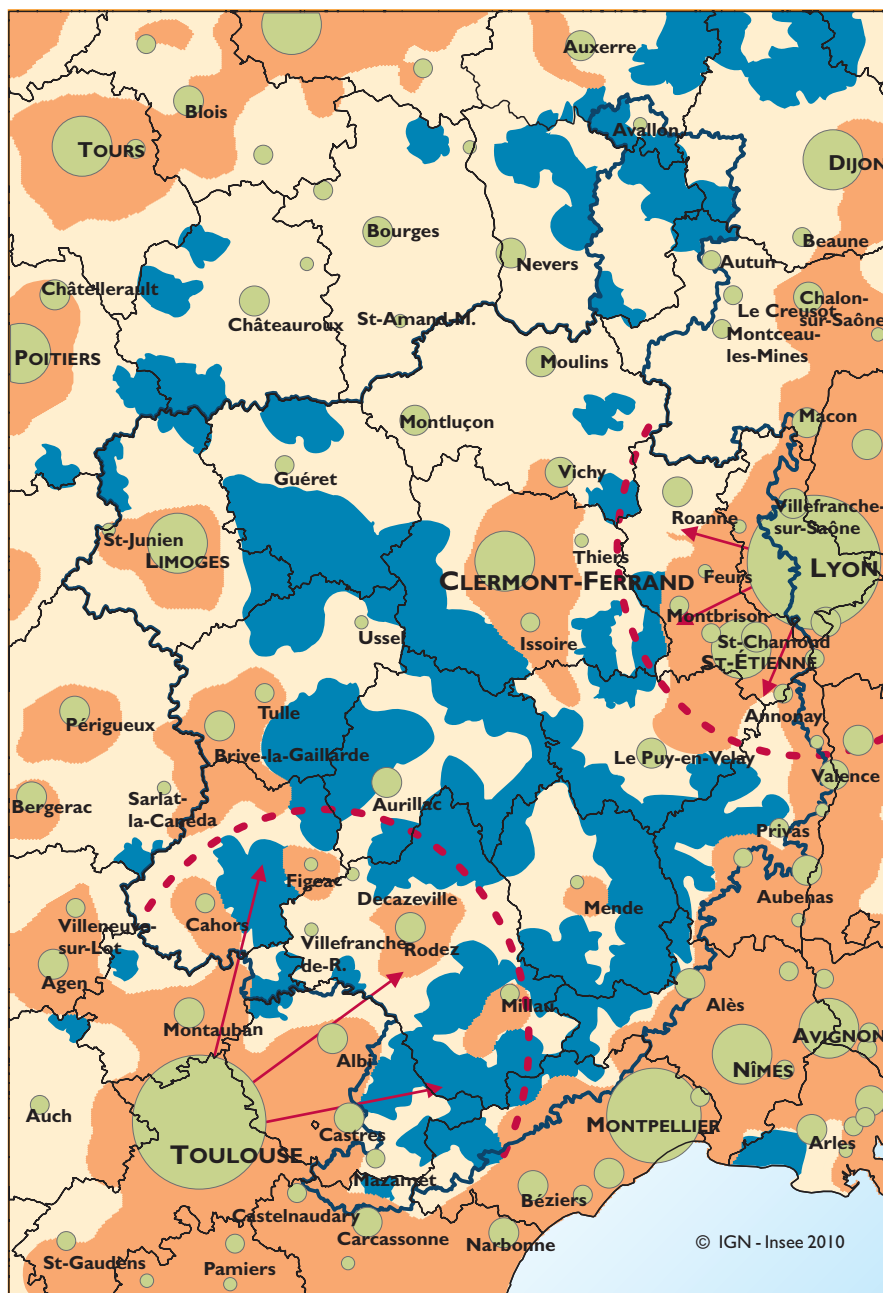 Auxerre
Blois
Avallon
TOURS
DIJON
Bourges
Beaune
Nevers
Autun
Châtellerault
Chalon-
sur-Saône
Le Creusot
Châteauroux
St-Amand-M.
Montceau-
les-Mines
POITIERS
Moulins
Macon
Montluçon
Guéret
Vichy
Villefranche-
sur-Saône
Roanne
St-Junien
LIMOGES
Thiers
LYON
CLERMONT-FERRAND
Feurs
Montbrison
Ussel
Issoire
St-Chamond
ST-ÉTIENNE
Tulle
Périgueux
Annonay
Brive-la-Gaillarde
Le Puy-en-Velay
Valence
Bergerac
Sarlat-
la-Canéda
Aurillac
Privas
Figeac
Decazeville
Aubenas
Mende
Villeneuve-
sur-Lot
Cahors
Villefranche-
de-R.
Rodez
Agen
Millau
Alès
Montauban
Albi
AVIGNON
NÎMES
Auch
MONTPELLIER
Castres
Arles
TOULOUSE
Mazamet
Béziers
Castelnaudary
Carcassonne
Narbonne
© IGN - Insee 2010
St-Gaudens
Pamiers